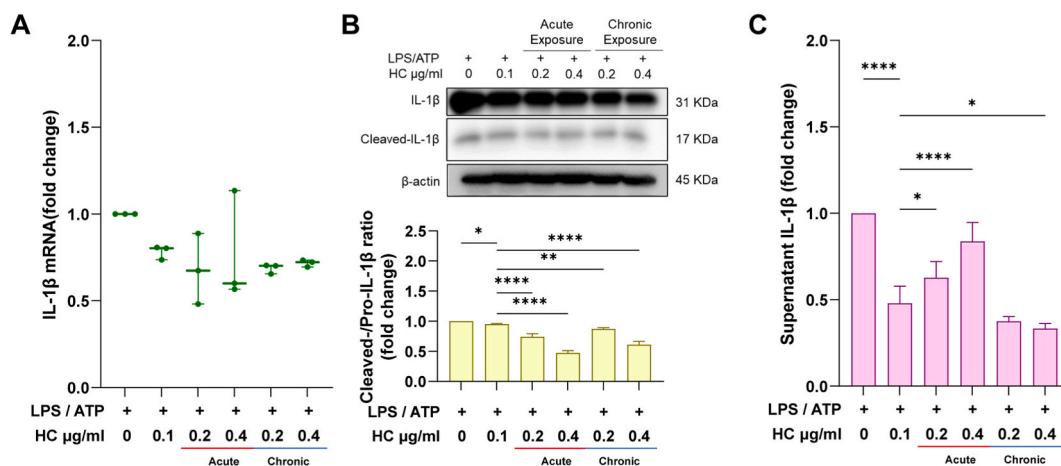 A
IL-1β mRNA(fold change)
2.0
1.5
1.0
0.5
0.0
LPS / ATP + + + + + +
HC µg/ml 0 0.1 0.2 0.4 0.2 0.4
Acute Chronic
B
Acute Exposure Chronic Exposure
LPS/ATP + + + + + +
HC µg/ml 0 0.1 0.2 0.4 0.2 0.4
IL-1β 31 KDa
Cleaved-IL-1β 17 KDa
β-actin 45 KDa
Cleaved-/Pro-IL-1β ratio
(fold change)
2.5
2.0
1.5
1.0
0.5
0.0
* ****
**
****
****
LPS / ATP + + + + + +
HC µg/ml 0 0.1 0.2 0.4 0.2 0.4
Acute Chronic
C
Supernatant IL-1β (fold change)
2.0
1.5
1.0
0.5
0.0
****
*
****
*
LPS / ATP + + + + + +
HC µg/ml 0 0.1 0.2 0.4 0.2 0.4
Acute Chronic